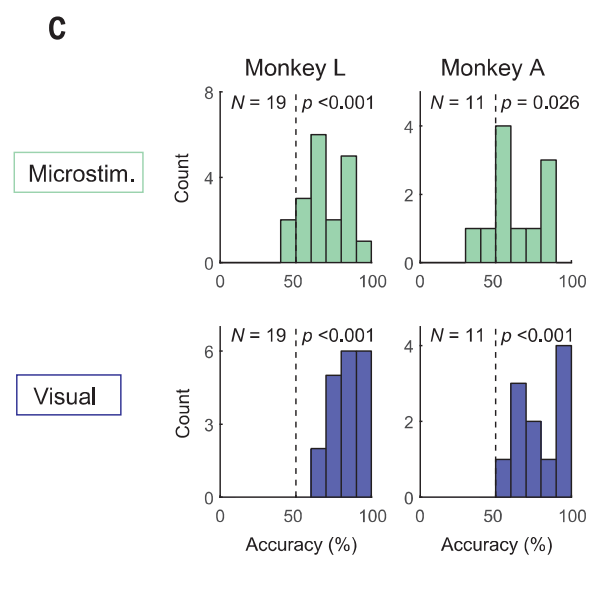 C
Monkey L
Monkey A
Microstim.
Count
8
4
0
N = 19
p <0.001
0
50
100
4
2
0
N = 11
p = 0.026
0
50
100
Visual
Count
6
3
0
N = 19
p <0.001
0
50
100
Accuracy (%)
4
2
0
N = 11
p <0.001
0
50
100
Accuracy (%)